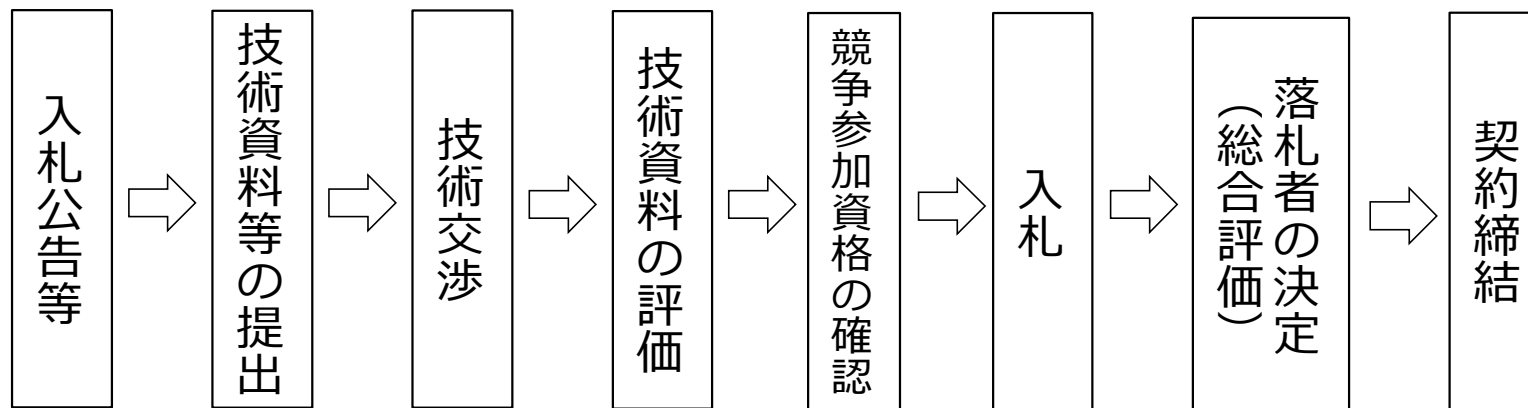 入札公告等
技術資料等の提出
技術交渉
技術資料の評価
競争参加資格の確認
入札
落札者の決定
（総合評価）
契約締結